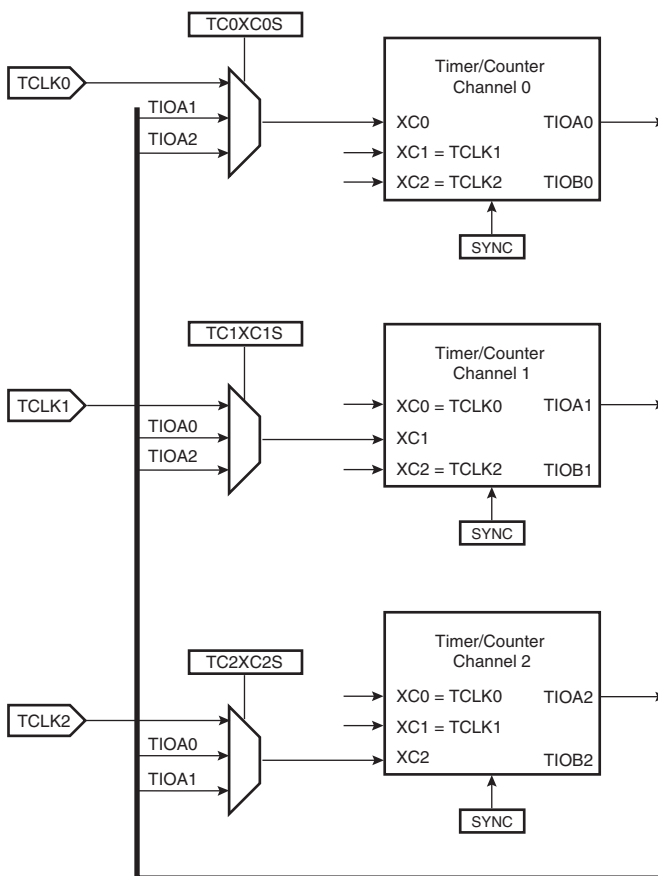 TC0XC0S
TCLK0
TIOA1
TIOA2
Timer/Counter
Channel 0
XC0
TIOA0
XC1 = TCLK1
XC2 = TCLK2
TIOB0
SYNC
TC1XC1S
TCLK1
TIOA0
TIOA2
Timer/Counter
Channel 1
XC0 = TCLK0
TIOA1
XC1
XC2 = TCLK2
TIOB1
SYNC
TC2XC2S
TCLK2
TIOA0
TIOA1
Timer/Counter
Channel 2
XC0 = TCLK0
TIOA2
XC1 = TCLK1
XC2
TIOB2
SYNC